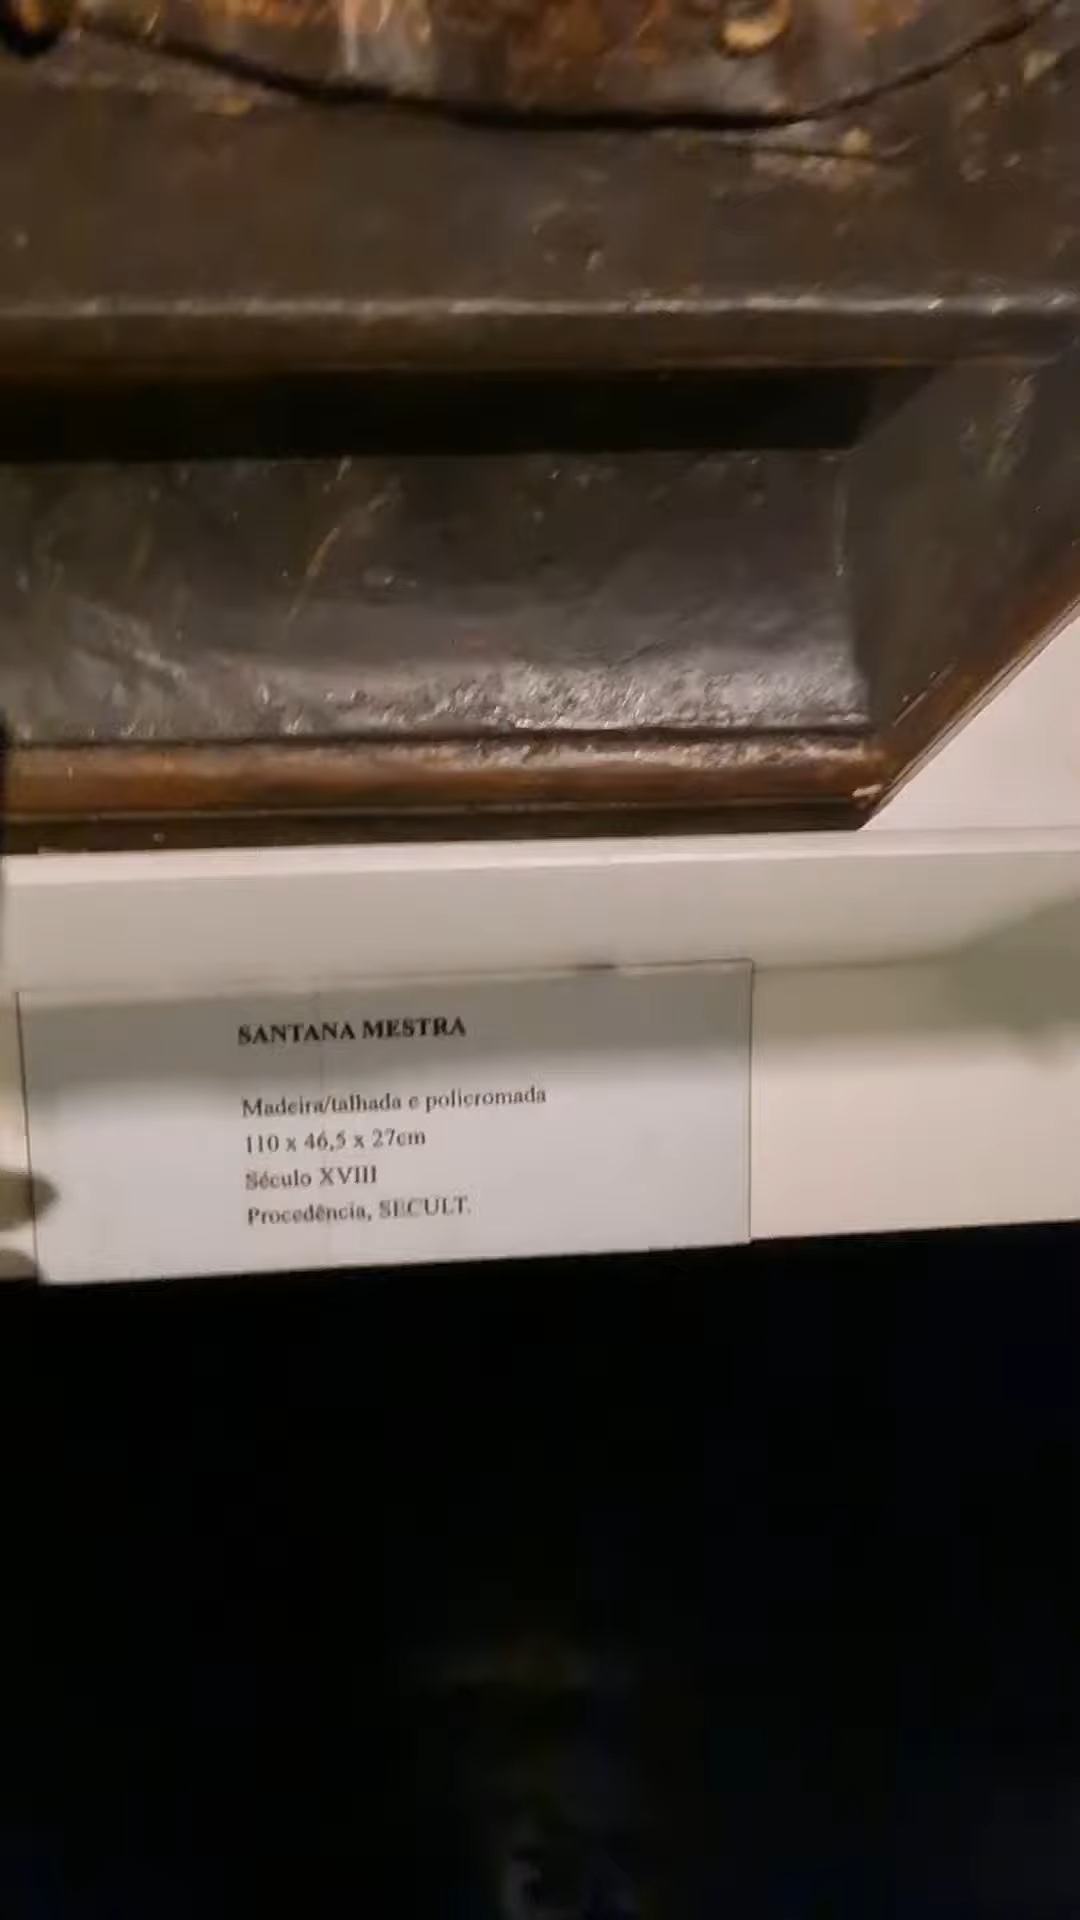 SANTANA MESTRA
Madeira/talhada e policromada
110 x 46,5 x 27cm
Século XVIII
Procedência, SECULT.